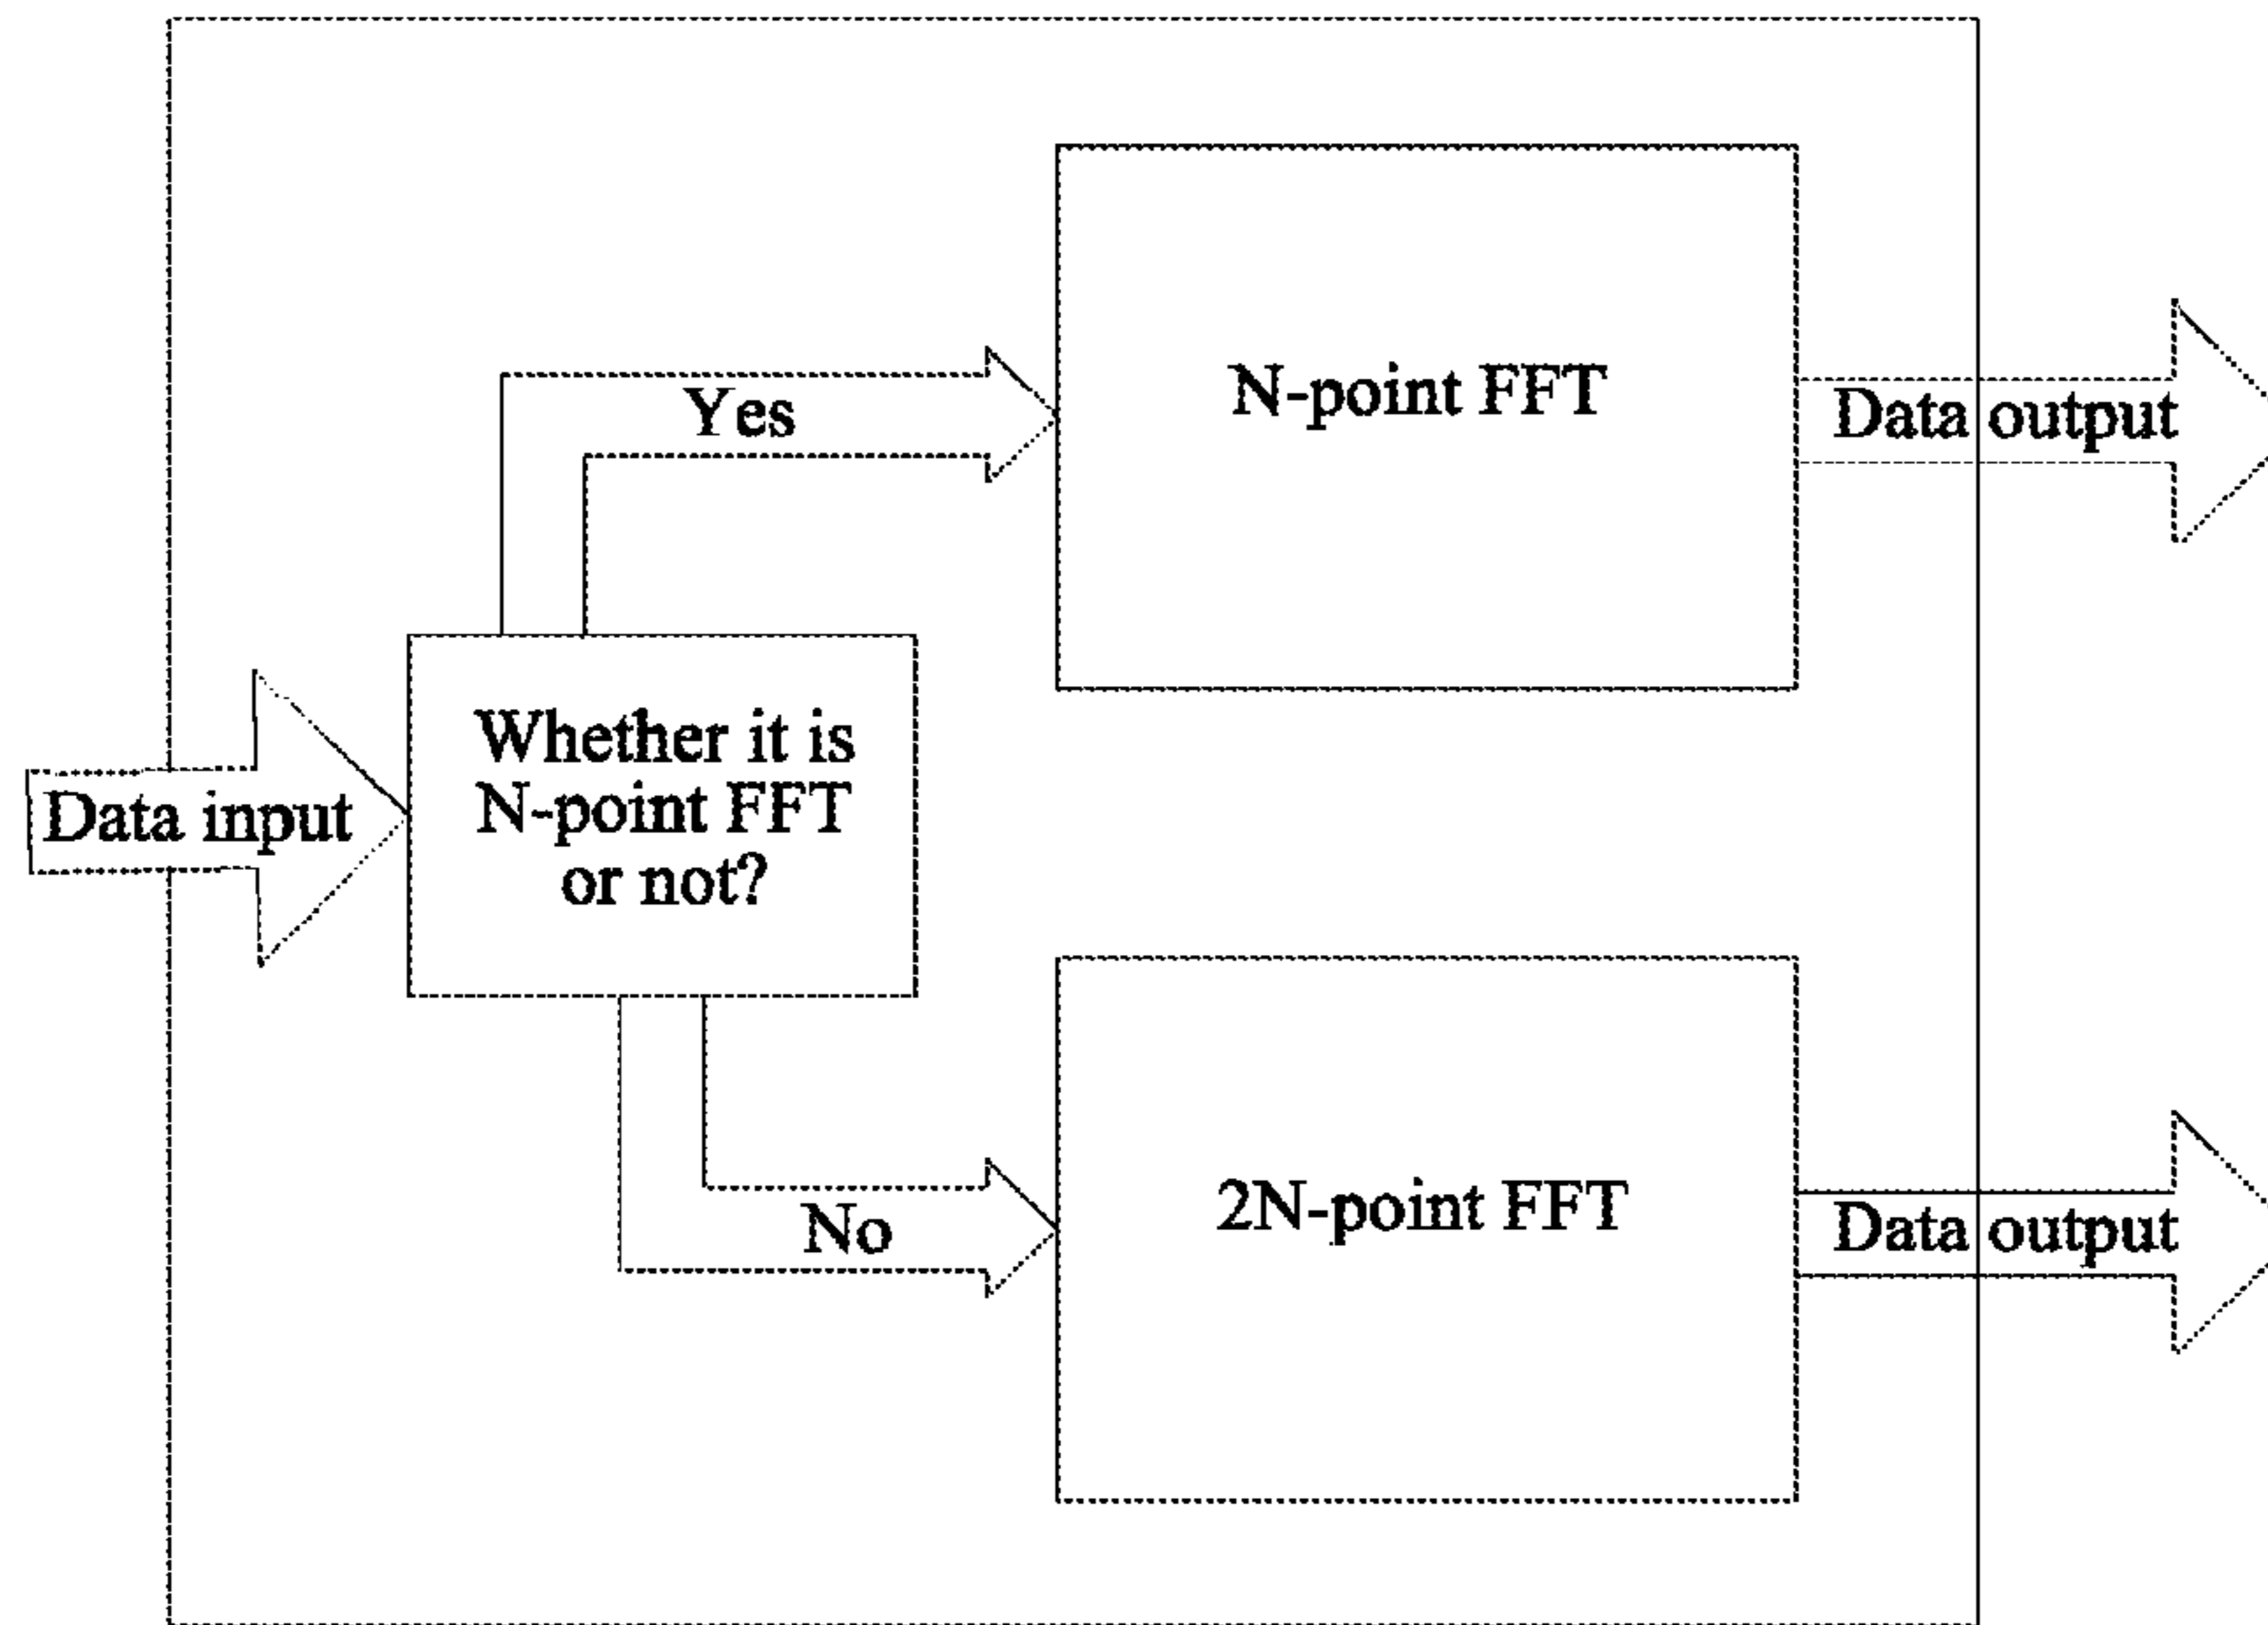 N-point FFT
Yes
Data output
Whether it is
N-point FFT
or not?
Data input
2N-point FFT
No
Data output